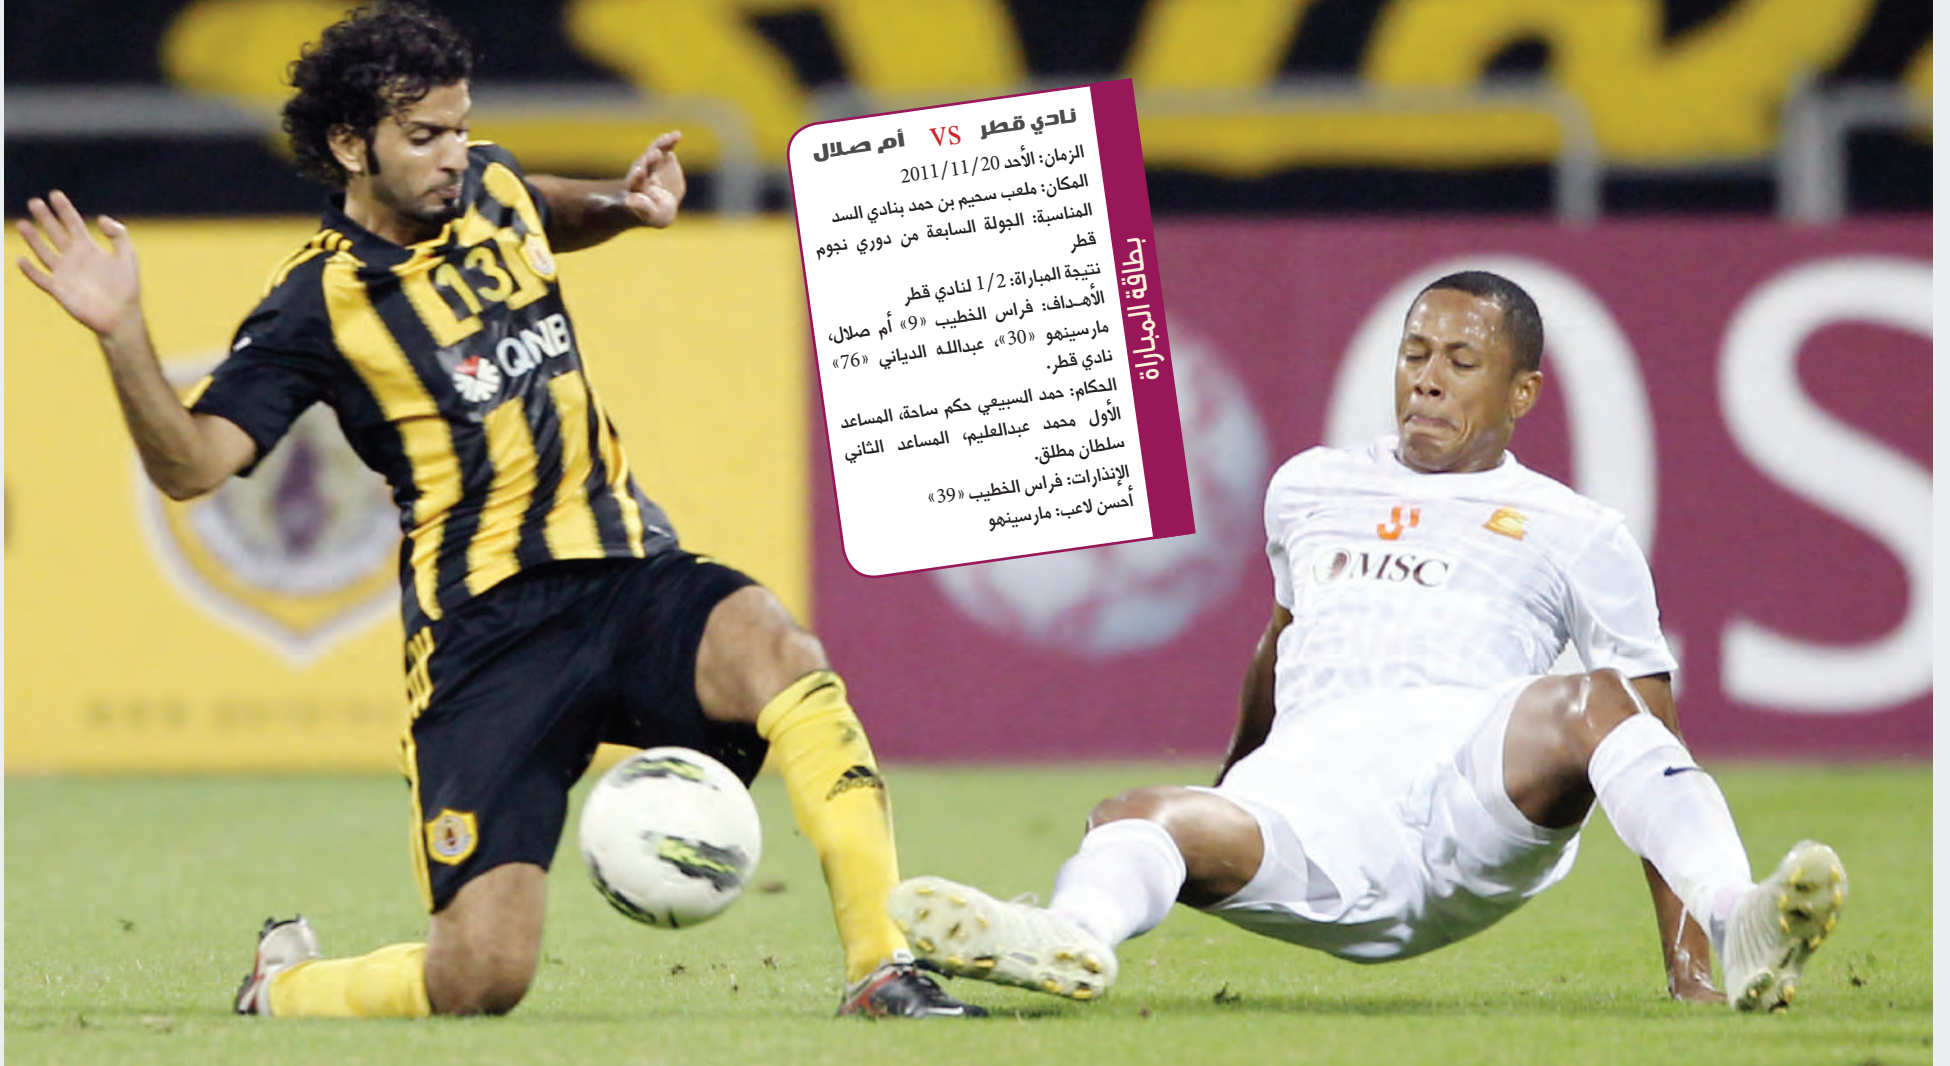 نادي قطر VS أم صلال
الزمان: الأحد 2011/11/20
المكان: ملعب سحيم بن حمد بنادي السد
المناسبة: الجولة السابعة من دوري نجوم
قطر
نتيجة المباراة: 1/2 لنادي قطر
الأهـداف: فراس الخطيب «9» أم صلال،
مارسينهو «30»، عبدالله الدياني «76»
نادي قطر.
الحكام: حمد السبيعي حكم ساحة، المساعد
الأول محمد عبدالعليم، المساعد الثاني
سلطان مطلق.
الإنذارات: فراس الخطيب «39»
أحسن لاعب: مارسينهو
بطاقة المباراة
13
QNB
MSC
QS
adidas